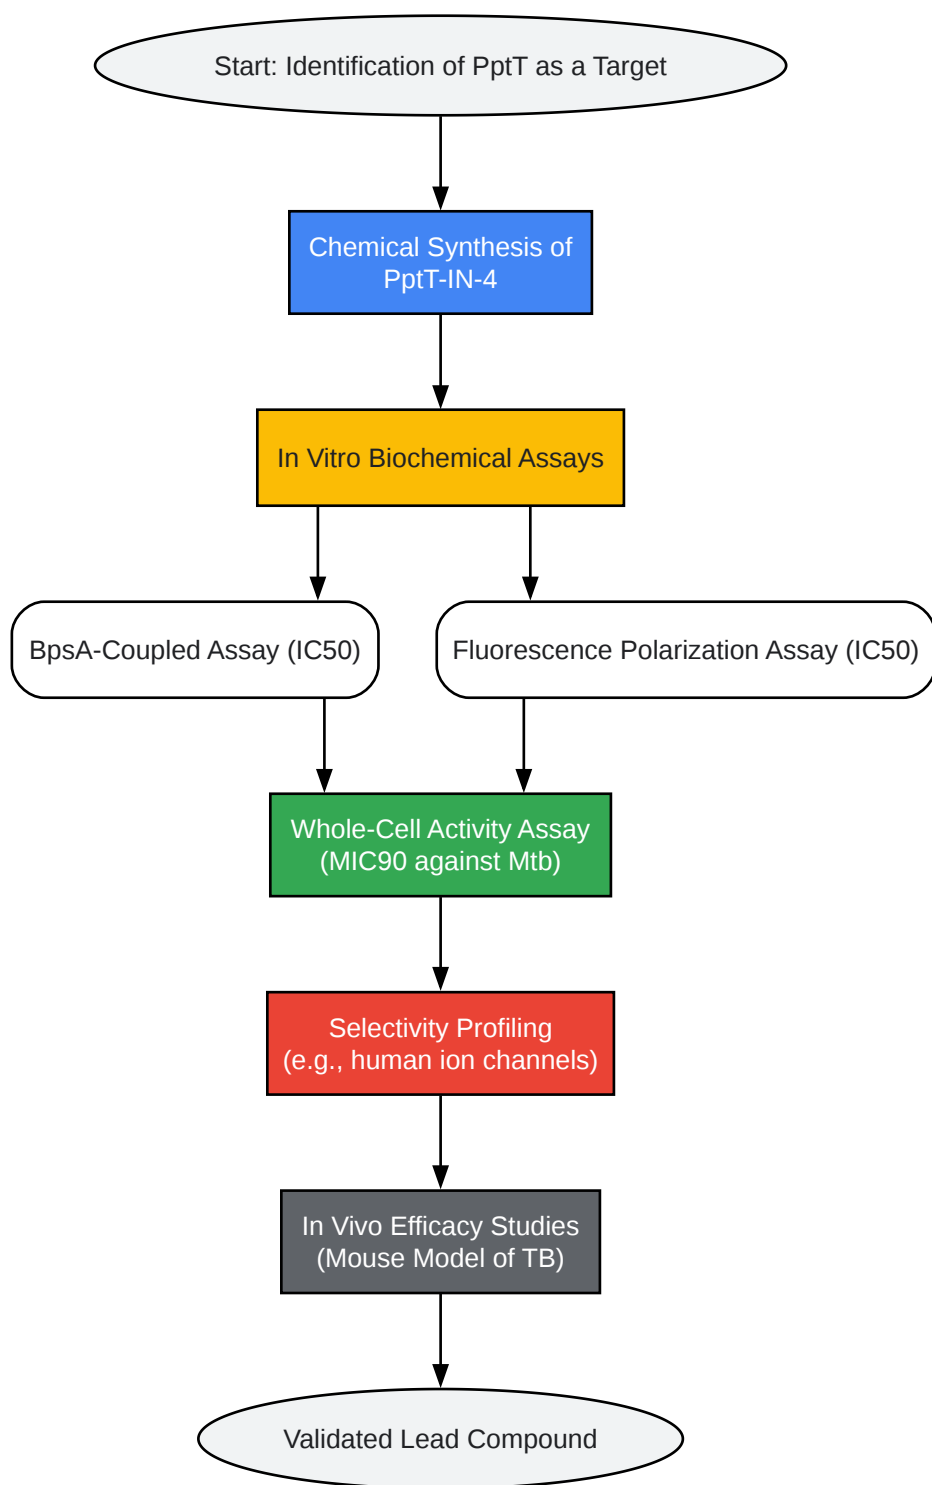 Start: Identification of PptT as a Target
Chemical Synthesis of
PptT-IN-4
In Vitro Biochemical Assays
BpsA-Coupled Assay (IC50)
Fluorescence Polarization Assay (IC50)
Whole-Cell Activity Assay
(MIC90 against Mtb)
Selectivity Profiling
(e.g., human ion channels)
In Vivo Efficacy Studies
(Mouse Model of TB)
Validated Lead Compound